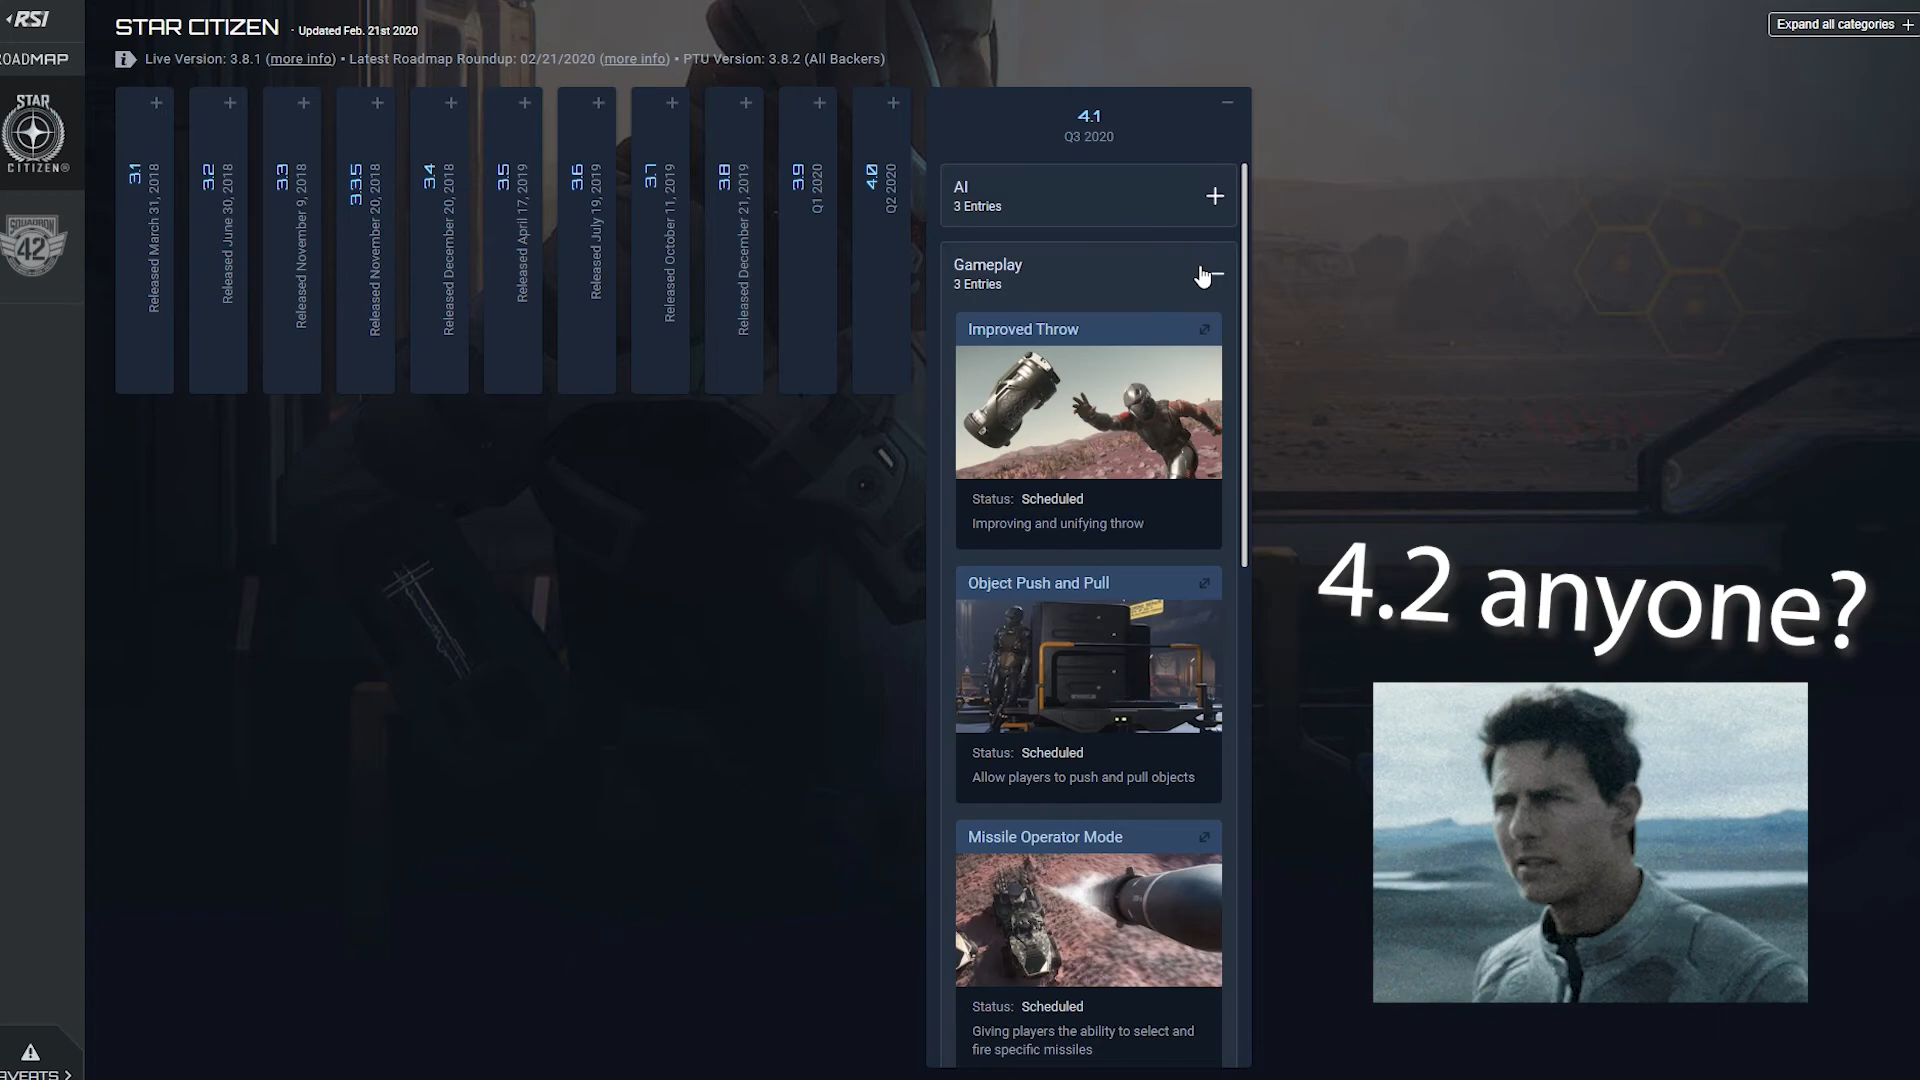 RSI
ROADMAP
STAR
CITIZEN®
SQUADRON
42
STAR CITIZEN · Updated Feb. 21st 2020
Live Version: 3.8.1 (more info) • Latest Roadmap Roundup: 02/21/2020 (more info) • PTU Version: 3.8.2 (All Backers)
Expand all categories
3.1
Released March 31, 2018
3.2
Released June 30, 2018
3.3
Released November 9, 2018
3.3.5
Released November 20, 2018
3.4
Released December 20, 2018
3.5
Released April 17, 2019
3.6
Released July 19, 2019
3.7
Released October 11, 2019
3.8
Released December 21, 2019
3.9
Q1 2020
4.0
Q2 2020
4.1
Q3 2020
AI
3 Entries
Gameplay
3 Entries
Improved Throw
Status: Scheduled
Improving and unifying throw
Object Push and Pull
Status: Scheduled
Allow players to push and pull objects
Missile Operator Mode
Status: Scheduled
Giving players the ability to select and
fire specific missiles
4.2 anyone?
AVERTS >